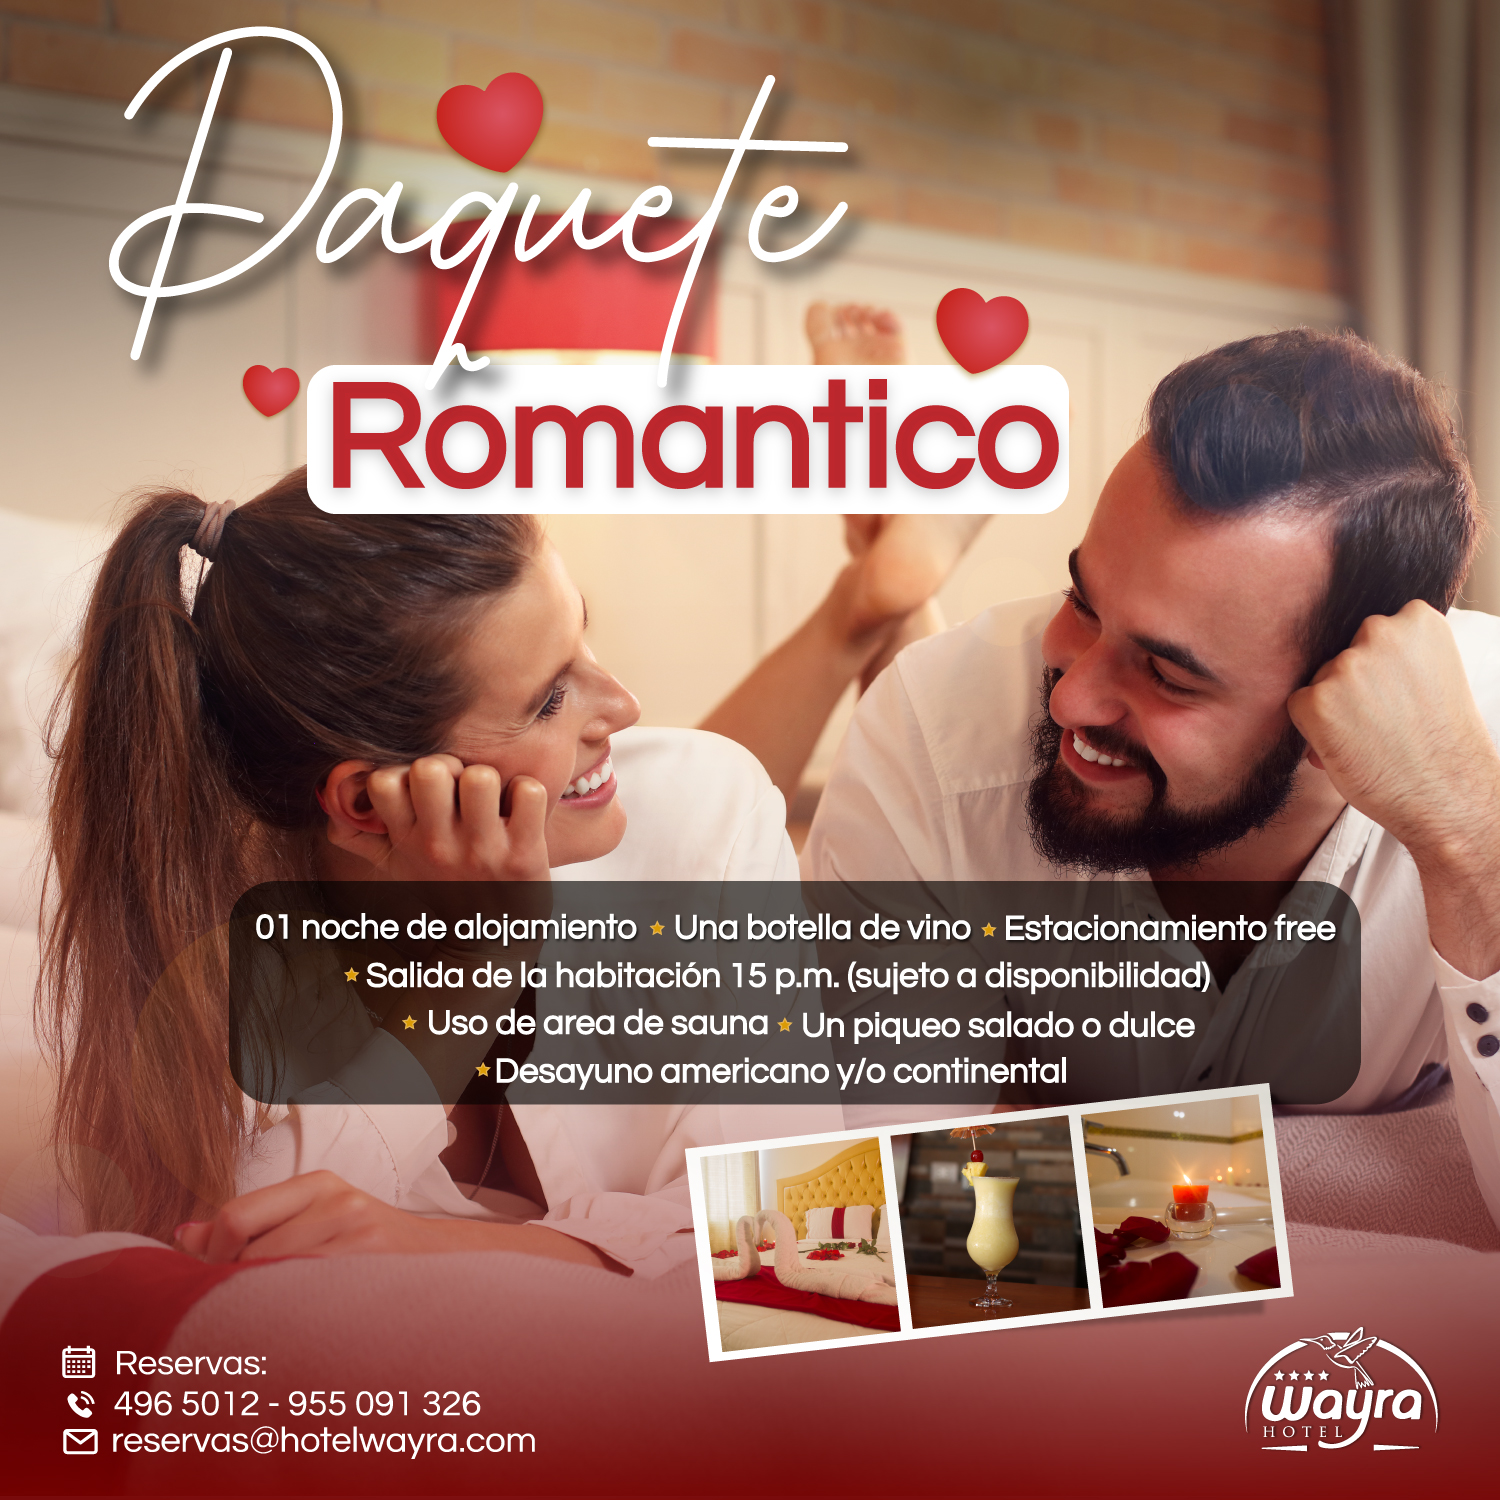 Paquete
Romantico
01 noche de alojamiento Una botella de vino Estacionamiento free
Salida de la habitación 15 p.m. (sujeto a disponibilidad)
Uso de area de sauna Un piqueo salado o dulce
Desayuno americano y/o continental
Reservas:
496 5012 - 955 091 326
reservas@hotelwayra.com
Wayra
HOTEL